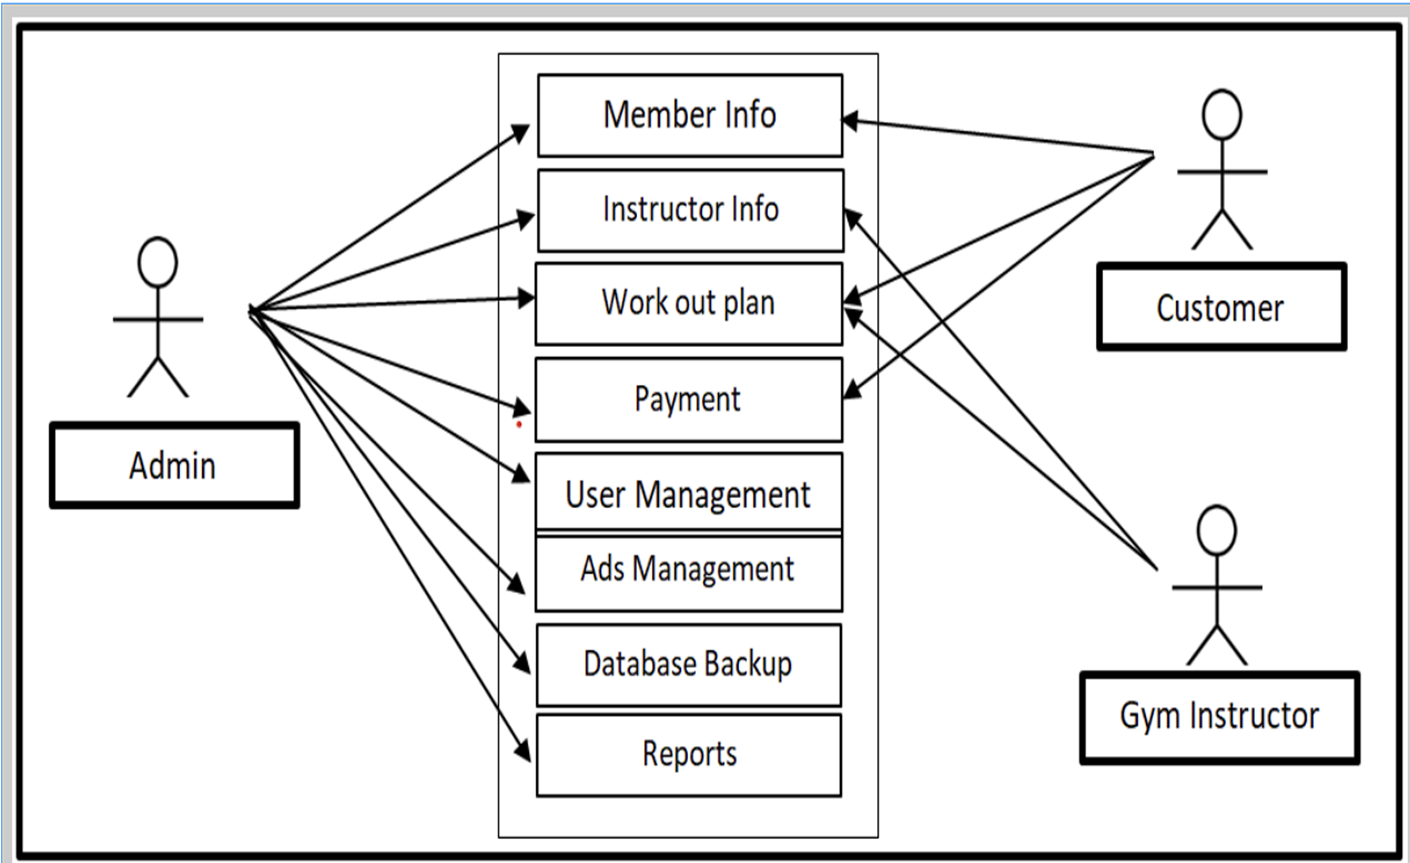 Member Info
Instructor Info
Work out plan
Payment
User Management
Ads Management
Database Backup
Reports
Admin
Customer
Gym Instructor